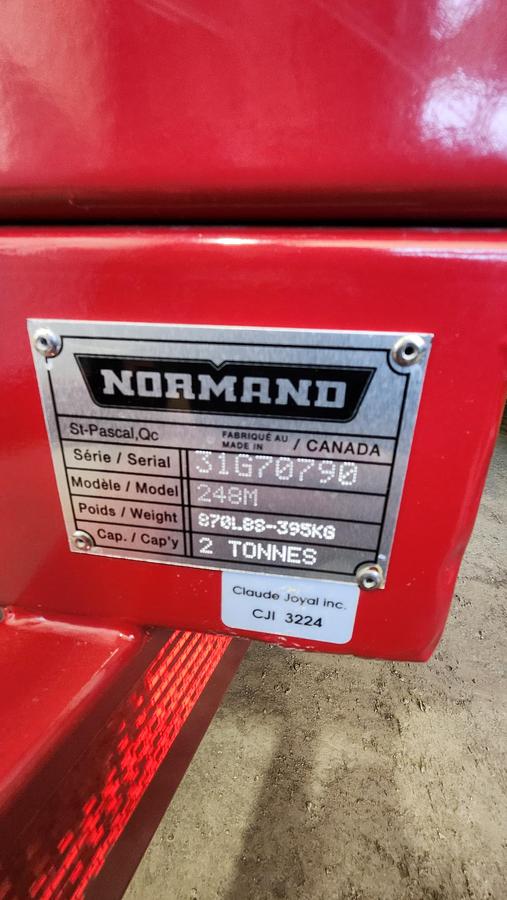 NORMAND
St-Pascal,Qc FABRIQUÉ AU MADE IN / CANADA
Série / Serial 31G70790
Modèle / Model 248M
Poids / Weight 870LBS-395KG
Cap. / Cap'y 2 TONNES
Claude Joyal inc.
CJI 3224